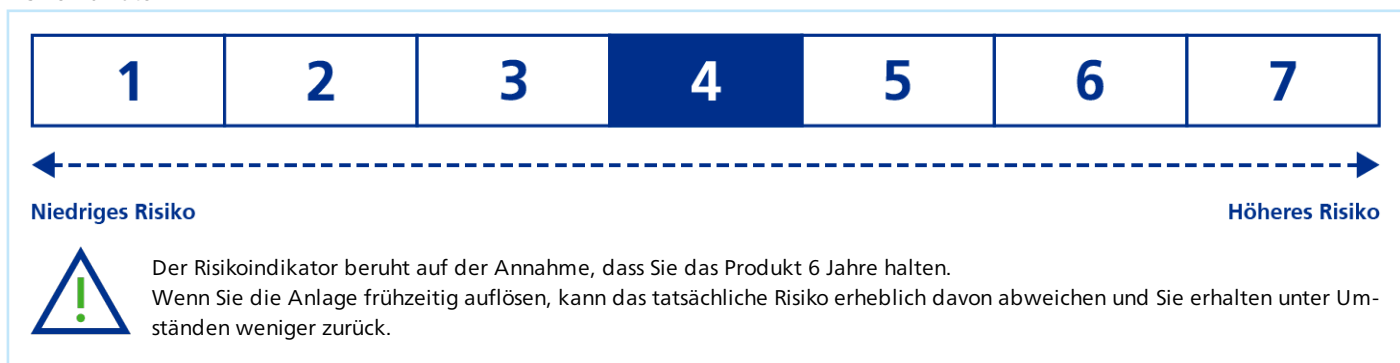 1 2 3 4 5 6 7
Niedriges Risiko Höheres Risiko
Der Risikoindikator beruht auf der Annahme, dass Sie das Produkt 6 Jahre halten.
Wenn Sie die Anlage frühzeitig auflösen, kann das tatsächliche Risiko erheblich davon abweichen und Sie erhalten unter Um-
ständen weniger zurück.